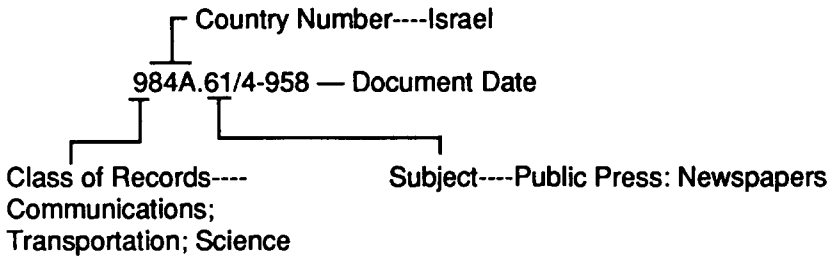 Country Number----Israel
984A.61/4-958 — Document Date
Class of Records----
Communications;
Transportation; Science
Subject----Public Press: Newspapers